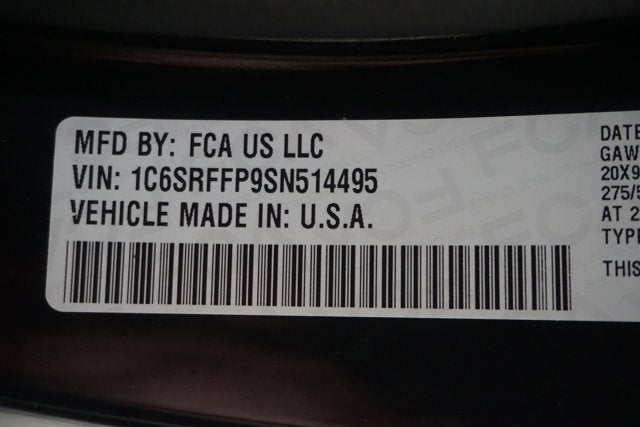 MFD BY: FCA US LLC
VIN: 1C6SRFFP9SN514495
VEHICLE MADE IN: U.S.A.
DATE
GAW
20X9
275/5
AT 2
TYPE
THIS